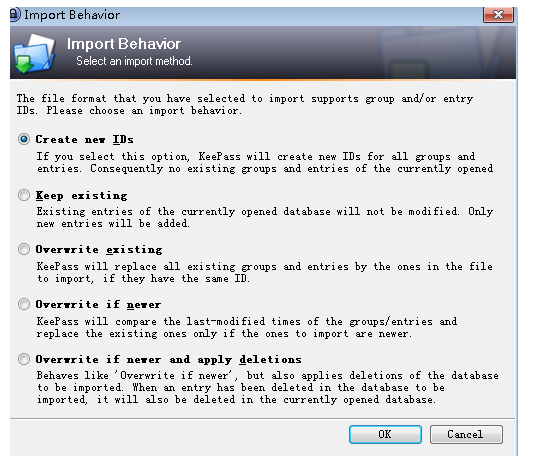 Import Behavior
Import Behavior
Select an import method.
The file format that you have selected to import supports group and/or entry
IDs. Please choose an import behavior.
Create new IDs
If you select this option, KeePass will create new IDs for all groups and
entries. Consequently no existing groups and entries of the currently opened
Keep existing
Existing entries of the currently opened database will not be modified. Only
new entries will be added.
Overwrite existing
KeePass will replace all existing groups and entries by the ones in the file
to import, if they have the same ID.
Overwrite if newer
KeePass will compare the last-modified times of the groups/entries and
replace the existing ones only if the ones to import are newer.
Overwrite if newer and apply deletions
Behaves like 'Overwrite if newer', but also applies deletions of the database
to be imported. When an entry has been deleted in the database to be
imported, it will also be deleted in the currently opened database.
OK Cancel